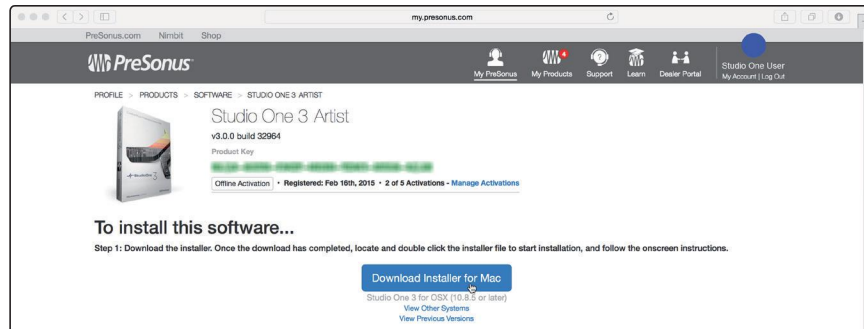 my.presonus.com
PreSonus.com Nimbit Shop
PreSonus
4
My PreSonus My Products Support Learn Dealer Portal
Studio One User
My Account | Log Out
PROFILE > PRODUCTS > SOFTWARE > STUDIO ONE 3 ARTIST
Studio One 3 Artist
v3.0.0 build 32964
Product Key
Offline Activation • Registered: Feb 16th, 2015 • 2 of 5 Activations - Manage Activations
To install this software...
Step 1: Download the installer. Once the download has completed, locate and double click the installer file to start installation, and follow the onscreen instructions.
Download Installer for Mac
Studio One 3 for OSX (10.8.5 or later)
View Other Systems
View Previous Versions